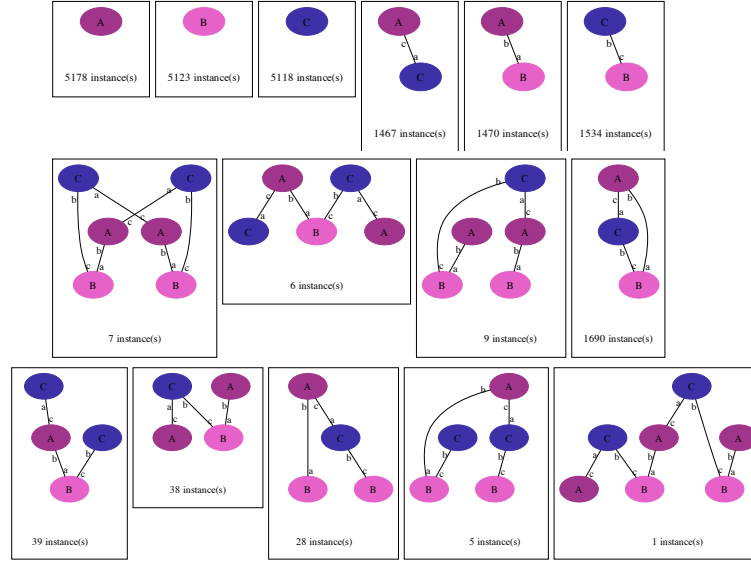 A
B
C
A
c
a
C
A
b
a
B
C
b
c
B
5178 instance(s)
5123 instance(s)
5118 instance(s)
1467 instance(s)
1470 instance(s)
1534 instance(s)
C
C
b
a
a
b
c
c
A
A
b
b
c
a
a
c
B
B
7 instance(s)
A
C
c
b
b
a
a
a
c
c
C
B
A
6 instance(s)
C
b
a
c
A
A
b
b
c
a
a
B
B
9 instance(s)
A
c
b
a
C
b
c
a
B
1690 instance(s)
C
a
c
A
C
b
b
a
c
B
39 instance(s)
C
A
a
b
b
c
c
a
A
B
38 instance(s)
A
b
c
a
C
b
a
c
B
B
28 instance(s)
A
b
c
a
C
C
b
b
a
c
c
B
B
5 instance(s)
C
a
b
c
C
A
A
a
b
b
b
c
c
a
c
a
A
B
B
1 instance(s)